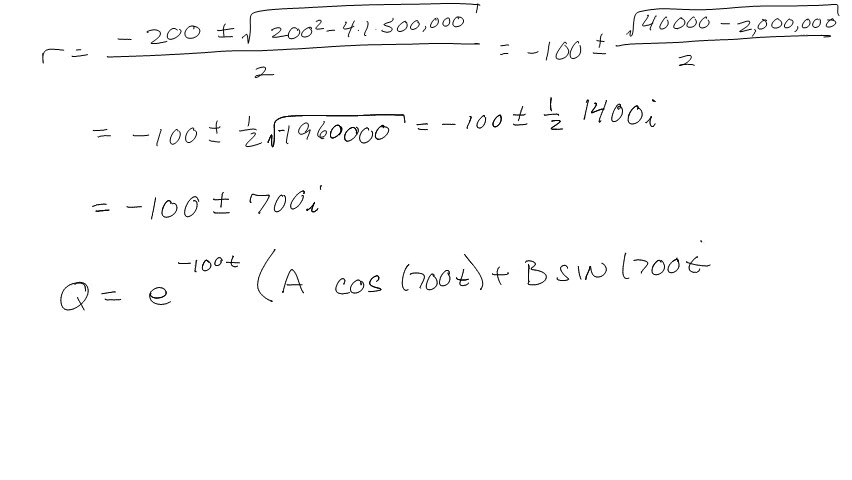 r = (-200 ± √(200² - 4·1·500,000)) / 2 = -100 ± √(40000 - 2,000,000) / 2
= -100 ± 1/2 √-1960000 = -100 ± 1/2 1400i
= -100 ± 700i
Q = e^(-100t) (A cos (700t) + B sin (700t